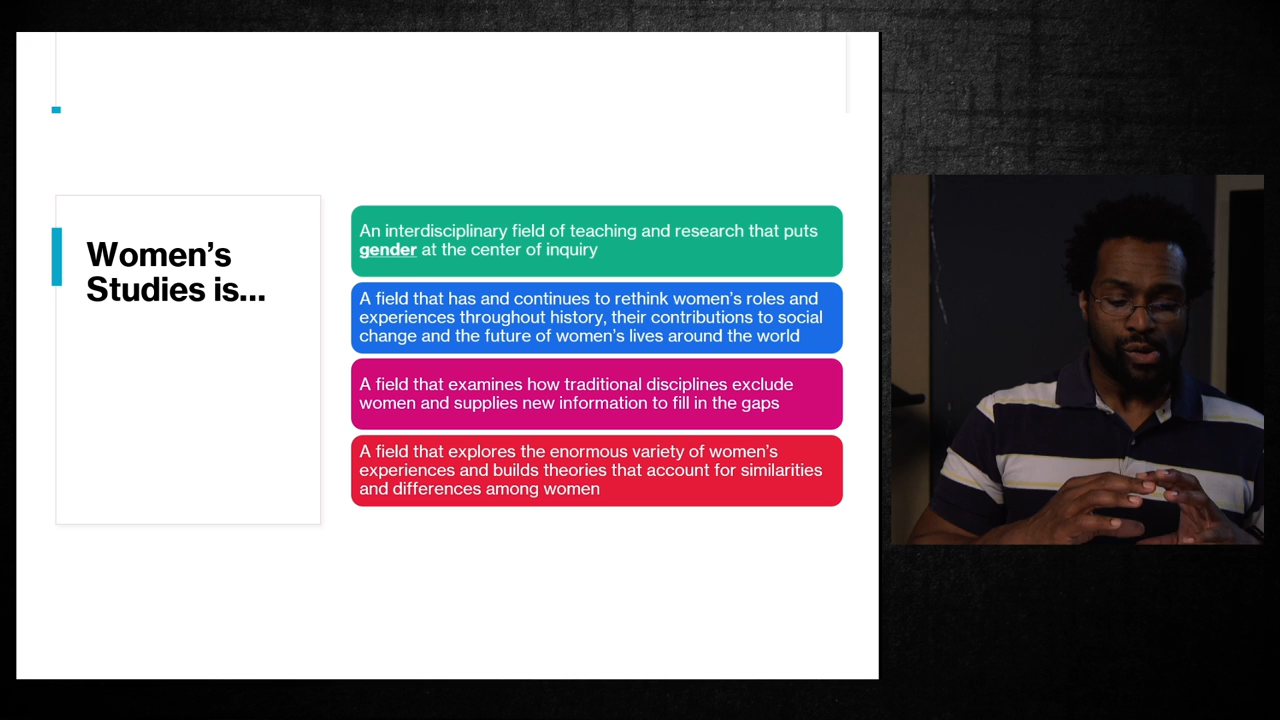 Women’s
Studies is...
An interdisciplinary field of teaching and research that puts
gender at the center of inquiry
A field that has and continues to rethink women’s roles and
experiences throughout history, their contributions to social
change and the future of women’s lives around the world
A field that examines how traditional disciplines exclude
women and supplies new information to fill in the gaps
A field that explores the enormous variety of women’s
experiences and builds theories that account for similarities
and differences among women